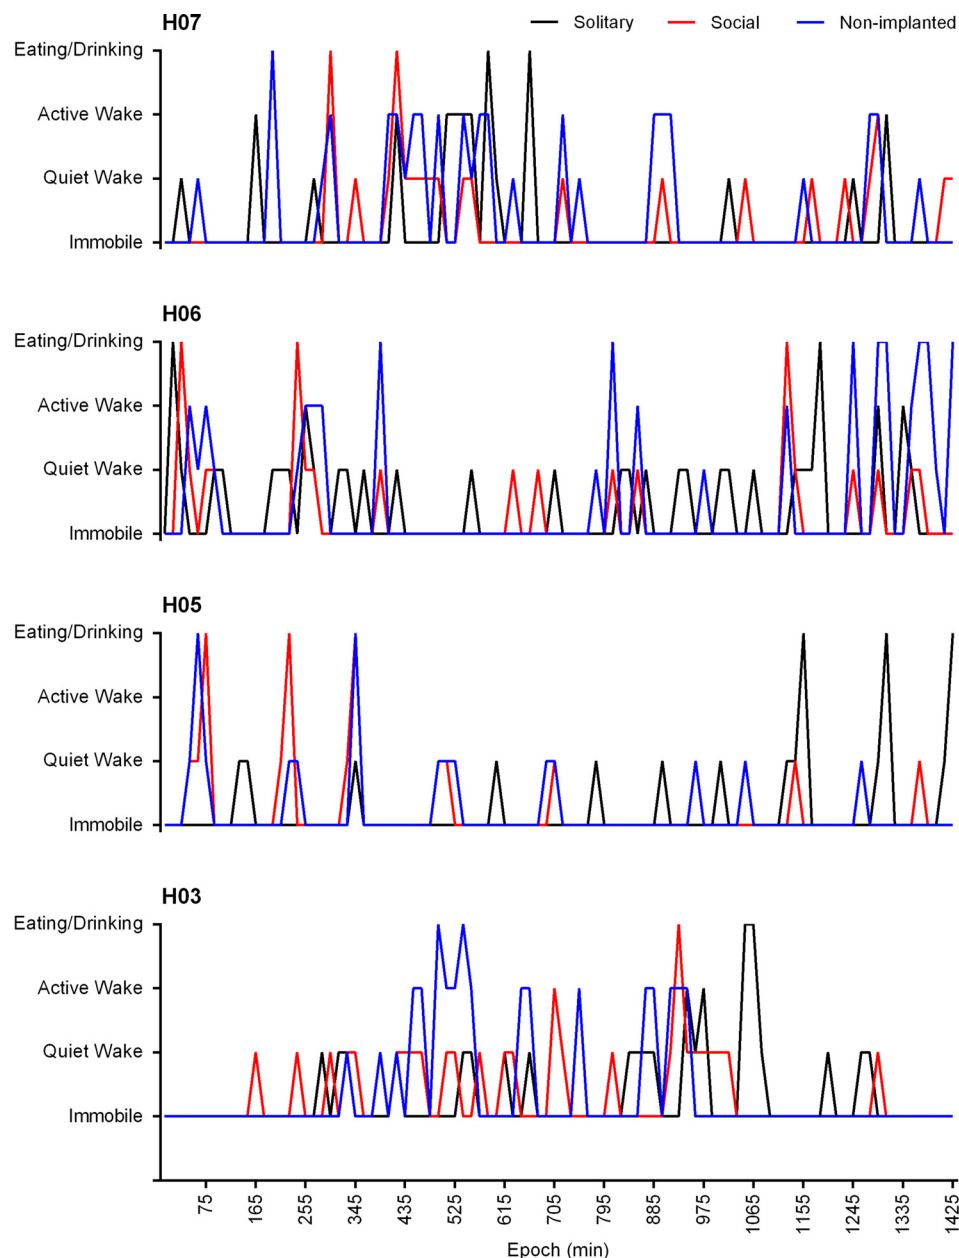 H07
Solitary Social Non-implanted
Eating/Drinking
Active Wake
Quiet Wake
Immobile
H06
Eating/Drinking
Active Wake
Quiet Wake
Immobile
H05
Eating/Drinking
Active Wake
Quiet Wake
Immobile
H03
Eating/Drinking
Active Wake
Quiet Wake
Immobile
75 165 255 345 435 525 615 705 795 885 975 1065 1155 1245 1335 1425
Epoch (min)